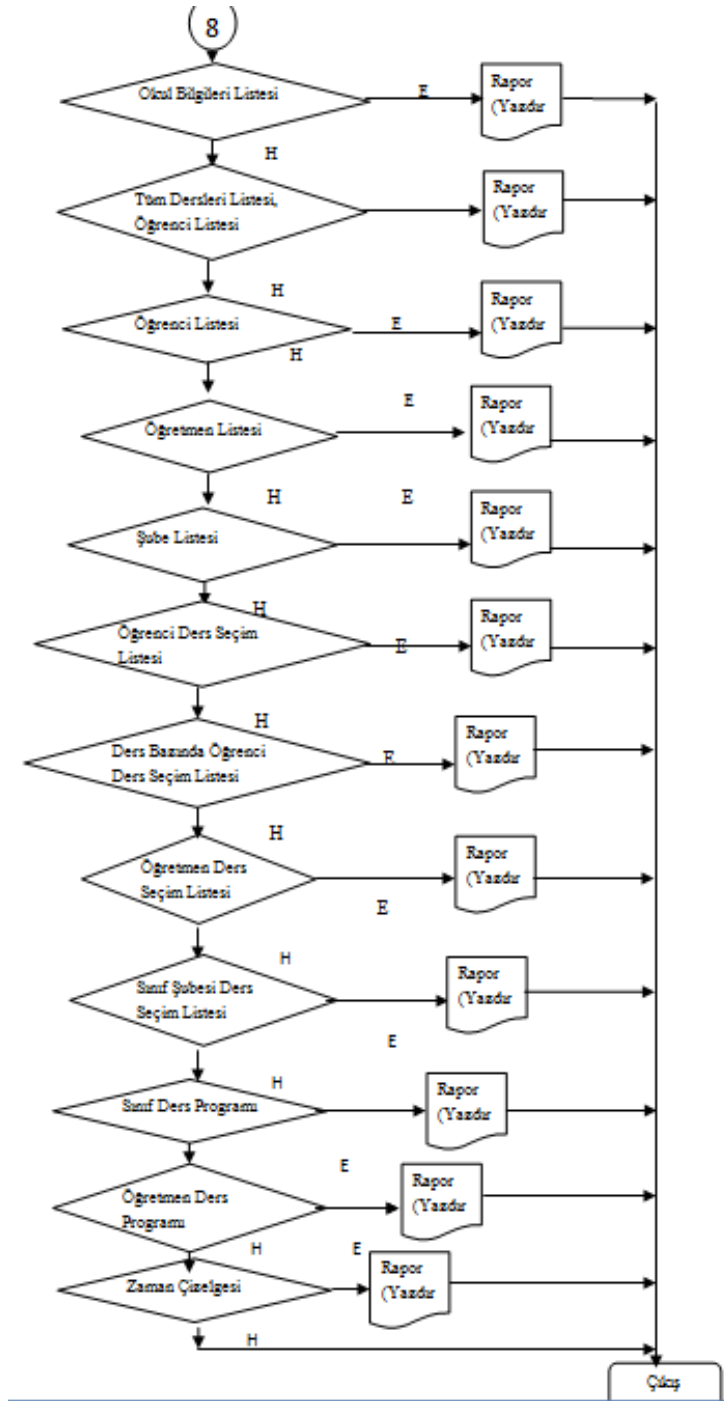 8
Okul Bilgileri Listesi
E
Rapor
(Yazdır
H
Tüm Dersleri Listesi,
Öğrenci Listesi
Rapor
(Yazdır
H
Öğrenci Listesi
E
Rapor
(Yazdır
H
Öğretmen Listesi
E
Rapor
(Yazdır
H
Şube Listesi
E
Rapor
(Yazdır
H
Öğrenci Ders Seçim
Listesi
E
Rapor
(Yazdır
H
Ders Bazında Öğrenci
Ders Seçim Listesi
E
Rapor
(Yazdır
H
Öğretmen Ders
Seçim Listesi
E
Rapor
(Yazdır
H
Sınıf Şubesi Ders
Seçim Listesi
E
Rapor
(Yazdır
H
Sınıf Ders Programı
Rapor
(Yazdır
E
Öğretmen Ders
Programı
Rapor
(Yazdır
H
E
Zaman Çizelgesi
Rapor
(Yazdır
H
Çıkış